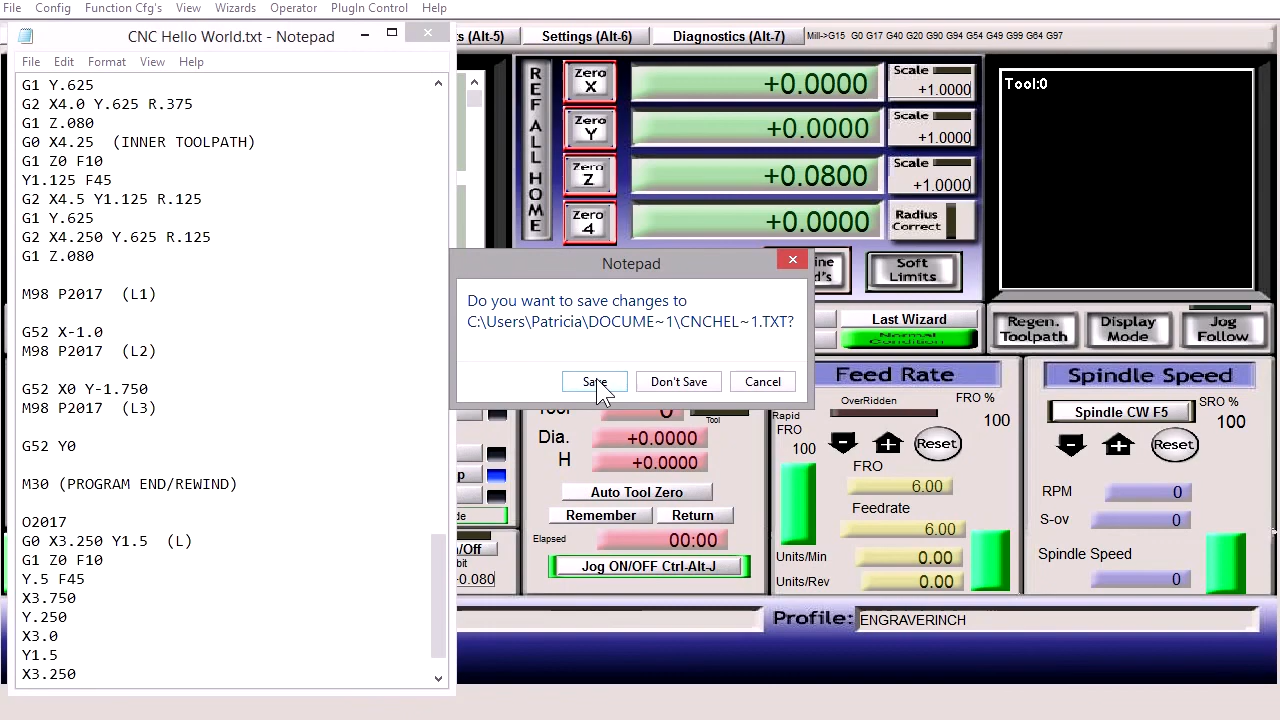 File Config Function Cfg's View Wizards Operator PlugIn Control Help
CNC Hello World.txt - Notepad
File Edit Format View Help
G1 Y.625
G2 X4.0 Y.625 R.375
G1 Z.080
G0 X4.25 (INNER TOOLPATH)
G1 Z0 F10
Y1.125 F45
G2 X4.5 Y1.125 R.125
G1 Y.625
G2 X4.250 Y.625 R.125
G0 Z.080
M98 P2017 (L1)
G52 X-1.0
M98 P2017 (L2)
G52 X0 Y-1.750
M98 P2017 (L3)
G52 Y0
M30 (PROGRAM END/REWIND)
O2017
G0 X3.250 Y1.5 (L)
G1 Z0 F10
Y.5 F45
X3.750
Y.250
X3.0
Y1.5
X3.250
(Alt-5) Settings (Alt-6) Diagnostics (Alt-7) Mill->G15 G0 G17 G40 G20 G90 G94 G54 G49 G99 G64 G97
REF ALL HOME
Zero X +0.0000 Scale +1.0000
Zero Y +0.0000 Scale +1.0000
Zero Z +0.0800 Scale +1.0000
Zero 4 +0.0000 Radius Correct
Soft Limits
Tool:0
Notepad
Do you want to save changes to
C:\Users\Patricia\DOCUME~1\CNCHEL~1.TXT?
Save Don't Save Cancel
Last Wizard
Normal Condition
Regen. Toolpath Display Mode Jog Follow
Tool 0 Tool
Dia. +0.0000
H +0.0000
Auto Tool Zero
Remember Return
Elapsed 00:00
Jog ON/OFF Ctrl-Alt-J
On/Off
-0.080
Feed Rate
OverRidden FRO %
Rapid FRO 100
100
Reset
FRO
6.00
Feedrate
6.00
Units/Min 0.00
Units/Rev 0.00
Spindle Speed
Spindle CW F5 SRO %
100
Reset
RPM 0
S-ov 0
Spindle Speed 0
Profile: ENGRAVERINCH